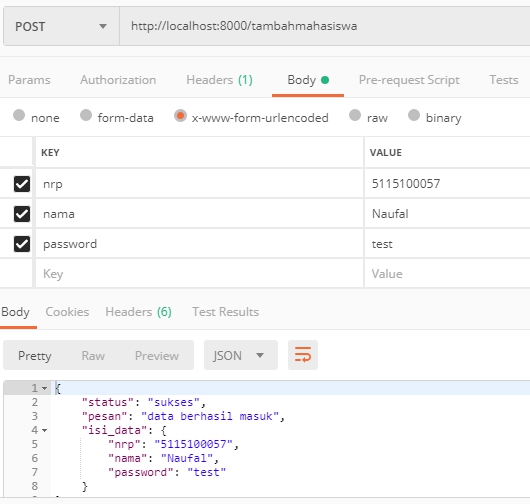 POST http://localhost:8000/tambahmahasiswa
Params Authorization Headers (1) Body Pre-request Script Tests
none form-data x-www-form-urlencoded raw binary
KEY VALUE
nrp 5115100057
nama Naufal
password test
Key Value
Body Cookies Headers (6) Test Results
Pretty Raw Preview JSON
1 {
2 "status": "sukses",
3 "pesan": "data berhasil masuk",
4 "isi_data": {
5 "nrp": "5115100057",
6 "nama": "Naufal",
7 "password": "test"
8 }